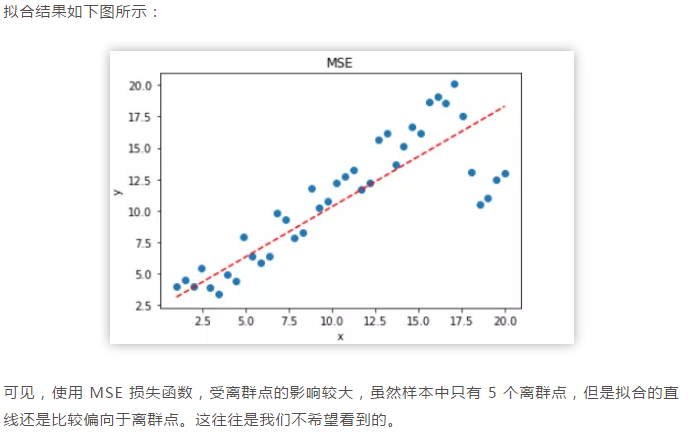 拟合结果如下图所示：
MSE
20.0
17.5
15.0
12.5
10.0
7.5
5.0
2.5
y
2.5 5.0 7.5 10.0 12.5 15.0 17.5 20.0
x
可见，使用 MSE 损失函数，受离群点的影响较大，虽然样本中只有 5 个离群点，但是拟合的直
线还是比较偏向于离群点。这往往是我们不希望看到的。